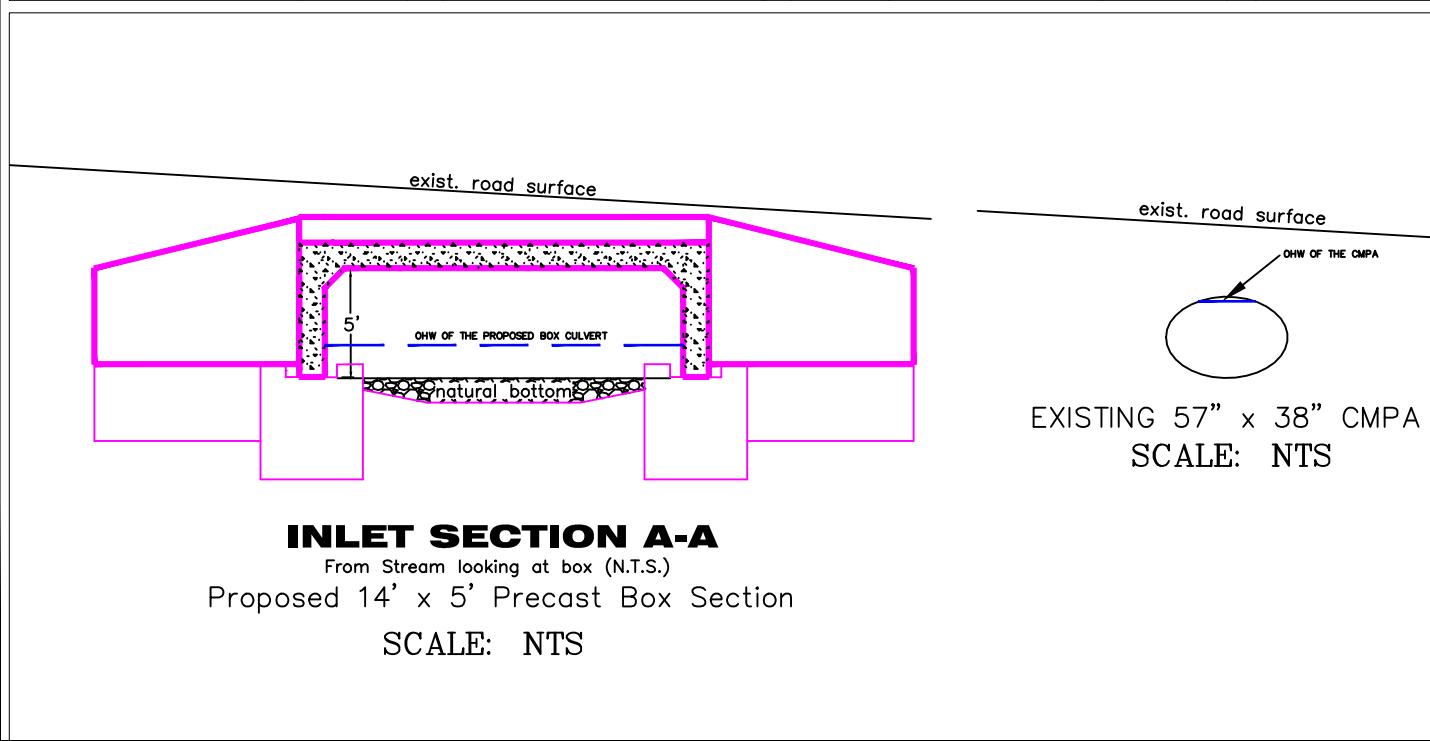 exist. road surface
5'
OHW OF THE PROPOSED BOX CULVERT
natural bottom
INLET SECTION A-A
From Stream looking at box (N.T.S.)
Proposed 14' x 5' Precast Box Section
SCALE: NTS
exist. road surface
OHW OF THE CMPA
EXISTING 57" x 38" CMPA
SCALE: NTS